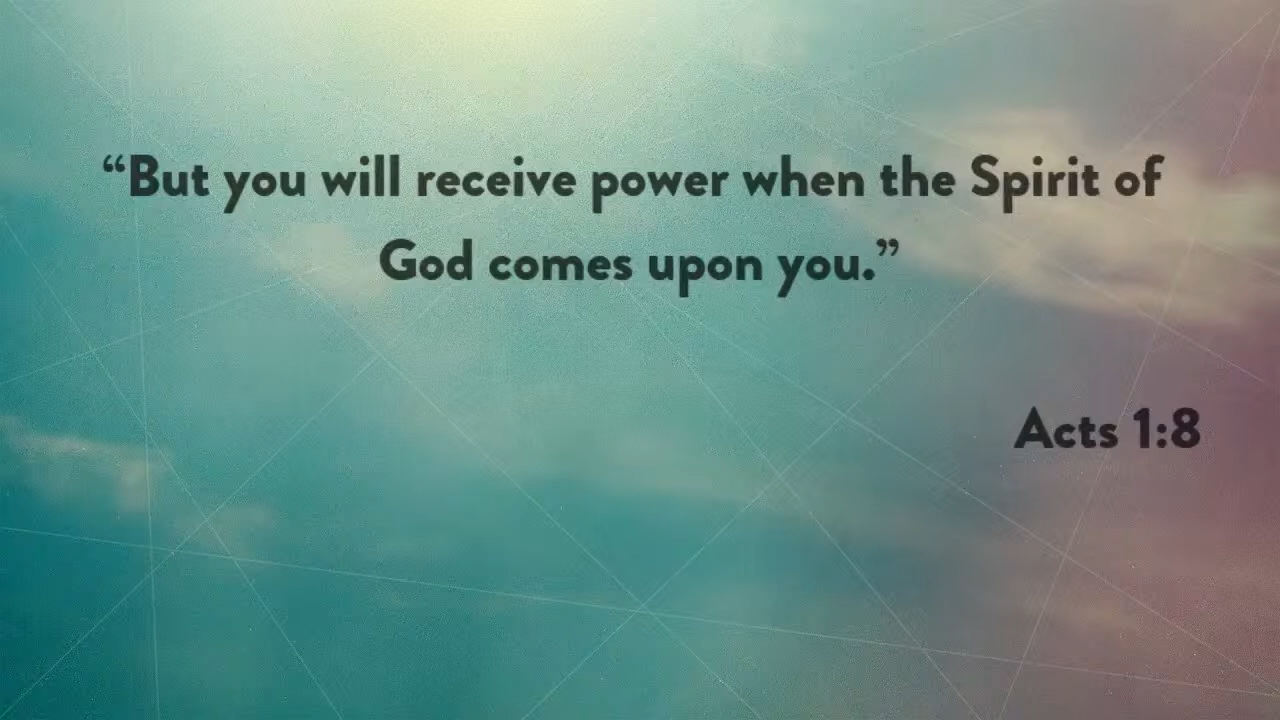 “But you will receive power when the Spirit of
God comes upon you.”
Acts 1:8